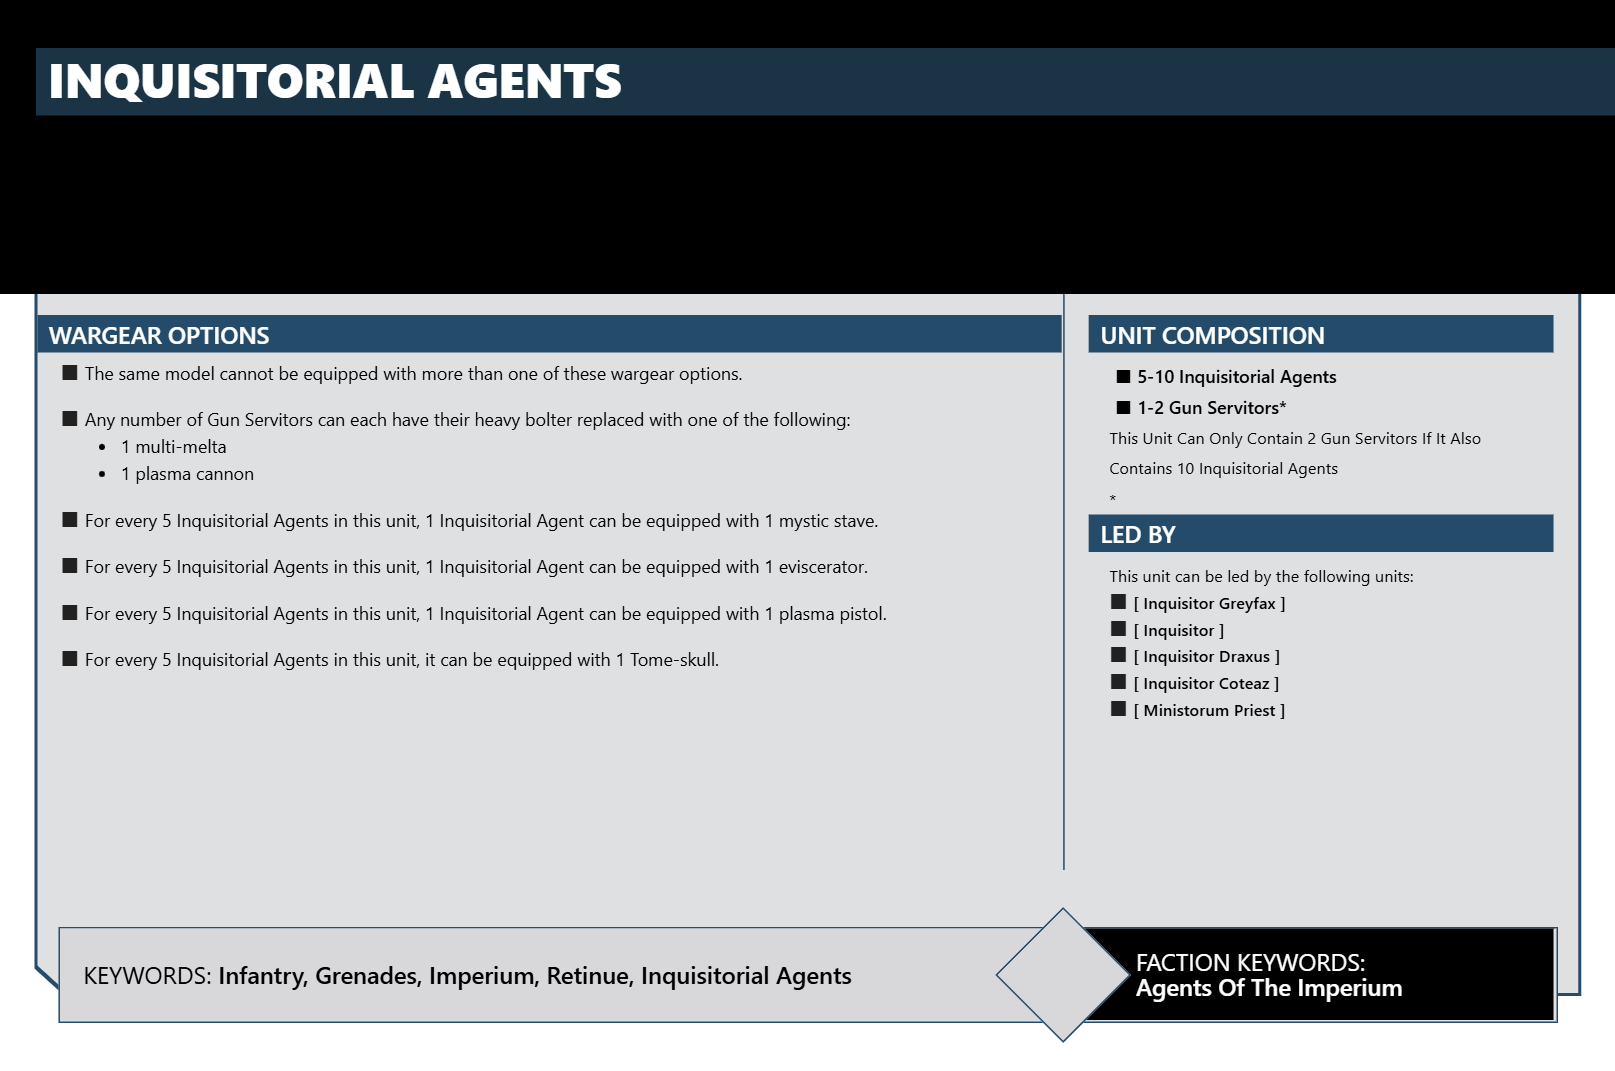 INQUISITORIAL AGENTS
WARGEAR OPTIONS
■ The same model cannot be equipped with more than one of these wargear options.
■ Any number of Gun Servitors can each have their heavy bolter replaced with one of the following:
• 1 multi-melta
• 1 plasma cannon
■ For every 5 Inquisitorial Agents in this unit, 1 Inquisitorial Agent can be equipped with 1 mystic stave.
■ For every 5 Inquisitorial Agents in this unit, 1 Inquisitorial Agent can be equipped with 1 eviscerator.
■ For every 5 Inquisitorial Agents in this unit, 1 Inquisitorial Agent can be equipped with 1 plasma pistol.
■ For every 5 Inquisitorial Agents in this unit, it can be equipped with 1 Tome-skull.
UNIT COMPOSITION
■ 5-10 Inquisitorial Agents
■ 1-2 Gun Servitors*
This Unit Can Only Contain 2 Gun Servitors If It Also
Contains 10 Inquisitorial Agents
*
LED BY
This unit can be led by the following units:
■ [ Inquisitor Greyfax ]
■ [ Inquisitor ]
■ [ Inquisitor Draxus ]
■ [ Inquisitor Coteaz ]
■ [ Ministorum Priest ]
KEYWORDS: Infantry, Grenades, Imperium, Retinue, Inquisitorial Agents
FACTION KEYWORDS:
Agents Of The Imperium